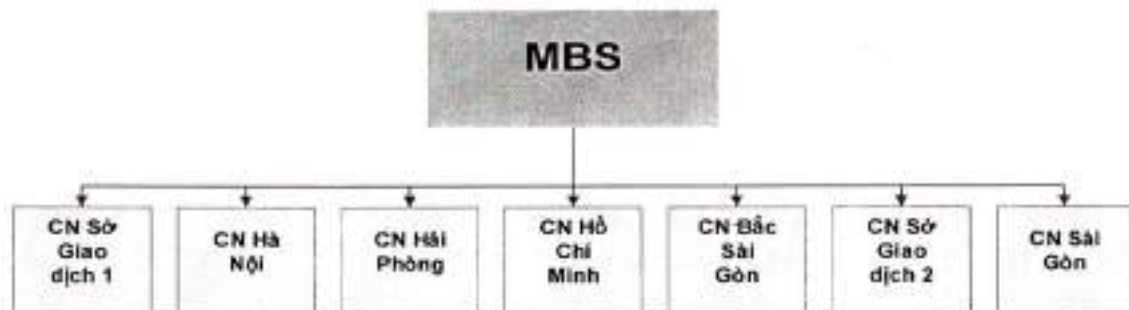 MBS
CN Sở
Giao
dịch 1
CN Hà
Nội
CN Hải
Phòng
CN Hồ
Chí
Minh
CN Bắc
Sài
Gòn
CN Sở
Giao
dịch 2
CN Sài
Gòn